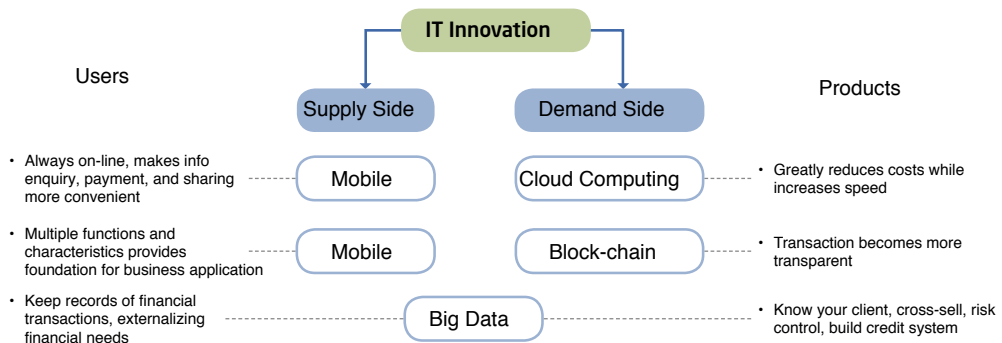 IT Innovation
Users
Products
Supply Side
Demand Side
• Always on-line, makes info
enquiry, payment, and sharing
more convenient
Mobile
Cloud Computing
• Greatly reduces costs while
increases speed
• Multiple functions and
characteristics provides
foundation for business application
Mobile
Block-chain
• Transaction becomes more
transparent
• Keep records of financial
transactions, externalizing
financial needs
Big Data
• Know your client, cross-sell, risk
control, build credit system